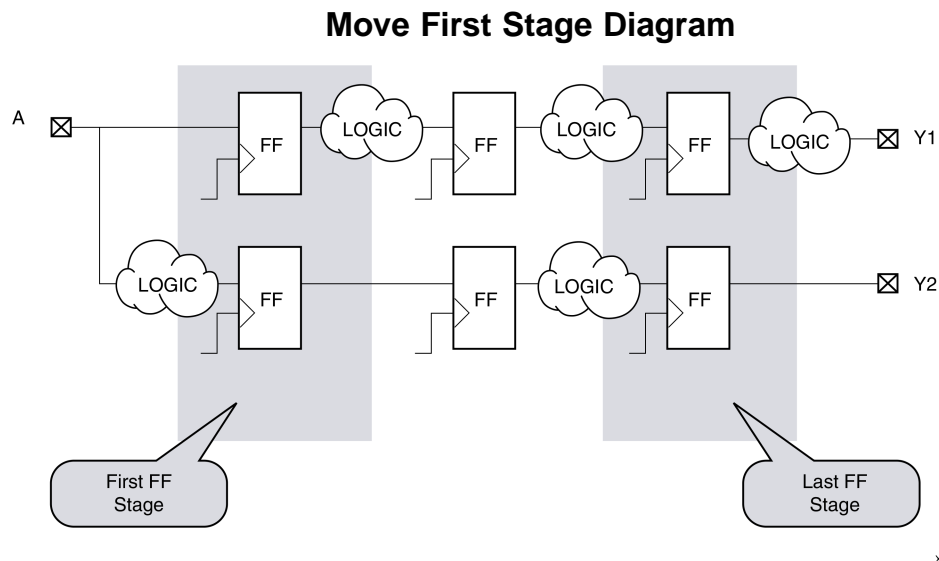 Move First Stage Diagram
A
FF
LOGIC
FF
LOGIC
FF
LOGIC
Y1
LOGIC
FF
FF
LOGIC
FF
Y2
First FF
Stage
Last FF
Stage